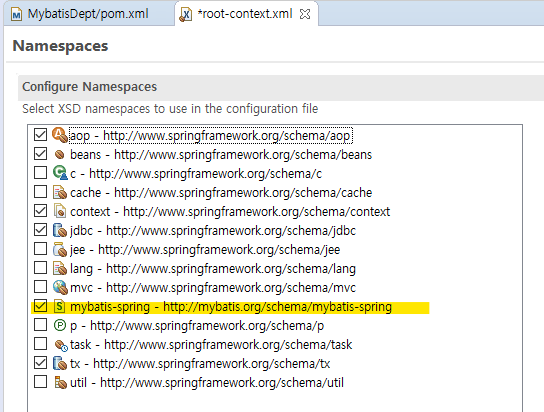 MybatisDept/pom.xml
*root-context.xml
Namespaces
Configure Namespaces
Select XSD namespaces to use in the configuration file
aop - http://www.springframework.org/schema/aop
beans - http://www.springframework.org/schema/beans
c - http://www.springframework.org/schema/c
cache - http://www.springframework.org/schema/cache
context - http://www.springframework.org/schema/context
jdbc - http://www.springframework.org/schema/jdbc
jee - http://www.springframework.org/schema/jee
lang - http://www.springframework.org/schema/lang
mvc - http://www.springframework.org/schema/mvc
mybatis-spring - http://mybatis.org/schema/mybatis-spring
p - http://www.springframework.org/schema/p
task - http://www.springframework.org/schema/task
tx - http://www.springframework.org/schema/tx
util - http://www.springframework.org/schema/util